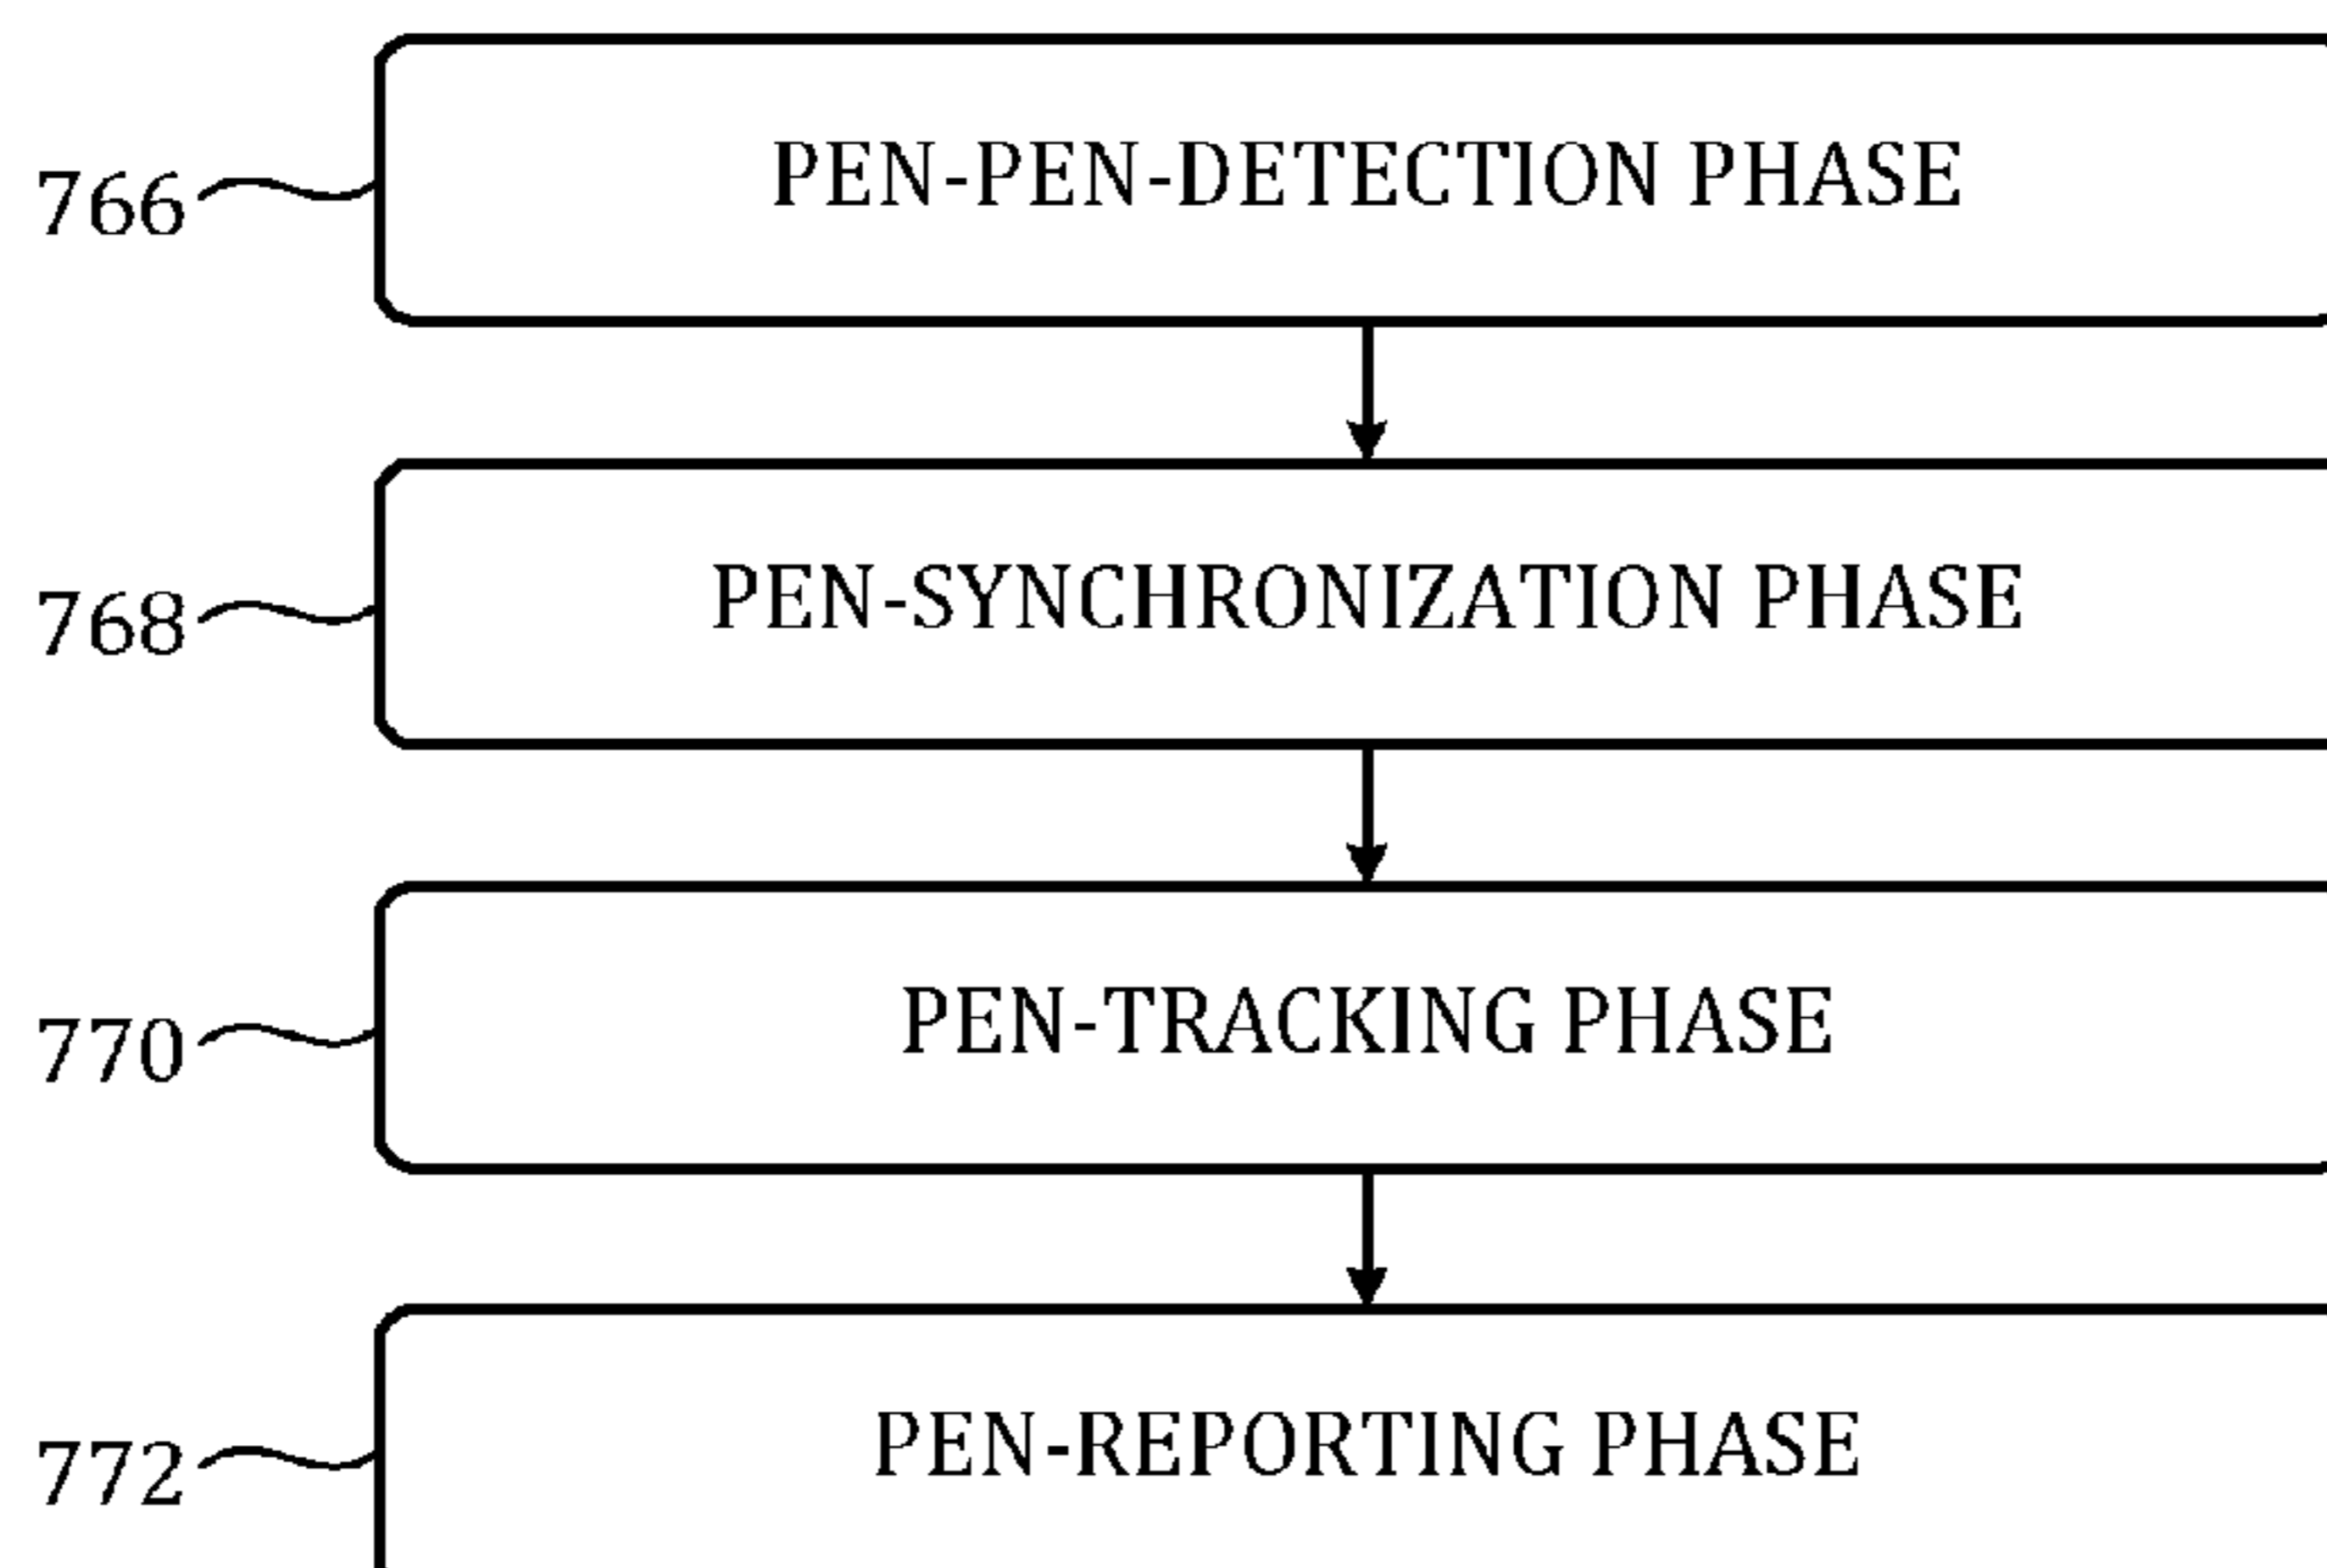 PEN-PEN-DETECTION PHASE
766
PEN-SYNCHRONIZATION PHASE
768
PEN-TRACKING PHASE
770
PEN-REPORTING PHASE
772